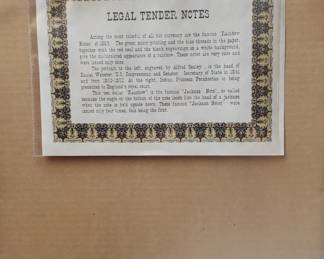 LEGAL TENDER NOTES
Among the most colorful of all our currency are the famous "Rainbow
Notes" of 1869. The green micro printing and the blue threads in the paper,
together with the red seal and the black engravings on a white background,
give the multicolored appearance of a rainbow. These notes are very rare and
were issued only once.
The portrait to the left, engraved by Alfred Sealey, is the head of
Daniel Webster, U.S. Congressman and Senator. Secretary of State in 1841
and from 1850-1852. At the right, Indian Princess Pocahontas is being
presented to England's royal court.
This ten dollar "Rainbow" is the famous "Jackass Note", so called
because the eagle at the bottom of the note looks like the head of a jackass
when the note is held upside down. These famous "Jackass Notes" were
issued only four times, this being the first.